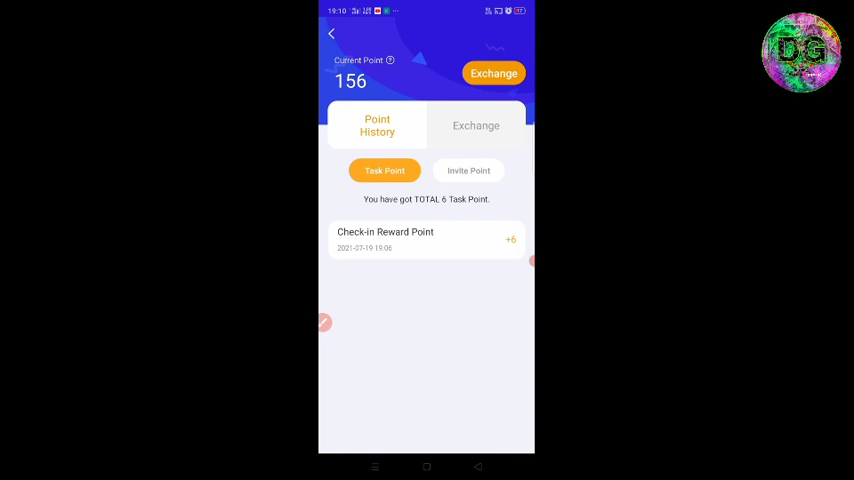 19:10
Current Point ?
156
Exchange
Point
History
Exchange
Task Point
Invite Point
You have got TOTAL 6 Task Point.
Check-in Reward Point
+6
2021-07-19 19:06
DG